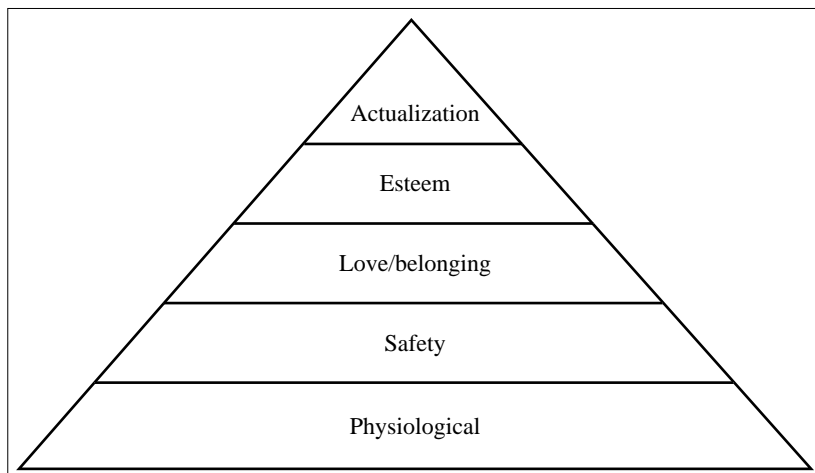 Actualization
Esteem
Love/belonging
Safety
Physiological